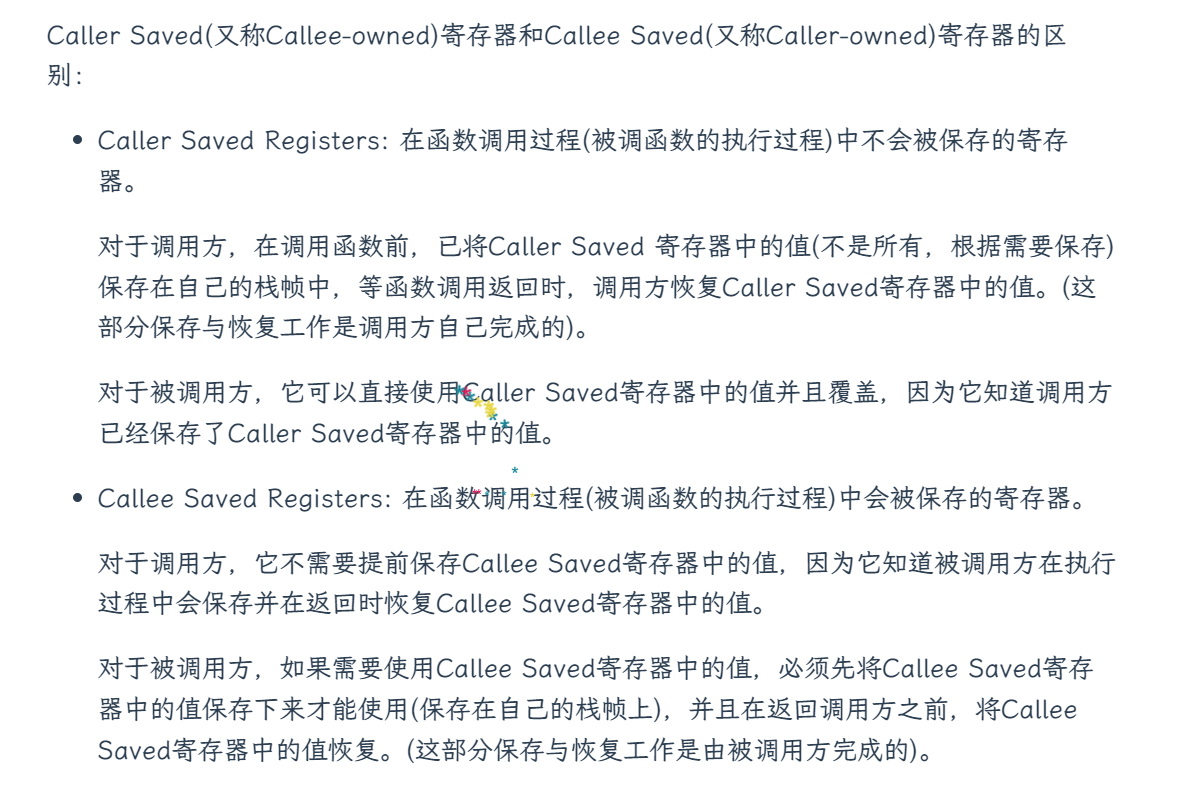 Caller Saved(又称Callee-owned)寄存器和Callee Saved(又称Caller-owned)寄存器的区
别：
Caller Saved Registers: 在函数调用过程(被调函数的执行过程)中不会被保存的寄存
器。
对于调用方，在调用函数前，已将Caller Saved 寄存器中的值(不是所有，根据需要保存)
保存在自己的栈帧中，等函数调用返回时，调用方恢复Caller Saved寄存器中的值。(这
部分保存与恢复工作是调用方自己完成的)。
对于被调用方，它可以直接使用Caller Saved寄存器中的值并且覆盖，因为它知道调用方
已经保存了Caller Saved寄存器中的值。
Callee Saved Registers: 在函数调用过程(被调函数的执行过程)中会被保存的寄存器。
对于调用方，它不需要提前保存Callee Saved寄存器中的值，因为它知道被调用方在执行
过程中会保存并在返回时恢复Callee Saved寄存器中的值。
对于被调用方，如果需要使用Callee Saved寄存器中的值，必须先将Callee Saved寄存
器中的值保存下来才能使用(保存在自己的栈帧上)，并且在返回调用方之前，将Callee
Saved寄存器中的值恢复。(这部分保存与恢复工作是由被调用方完成的)。